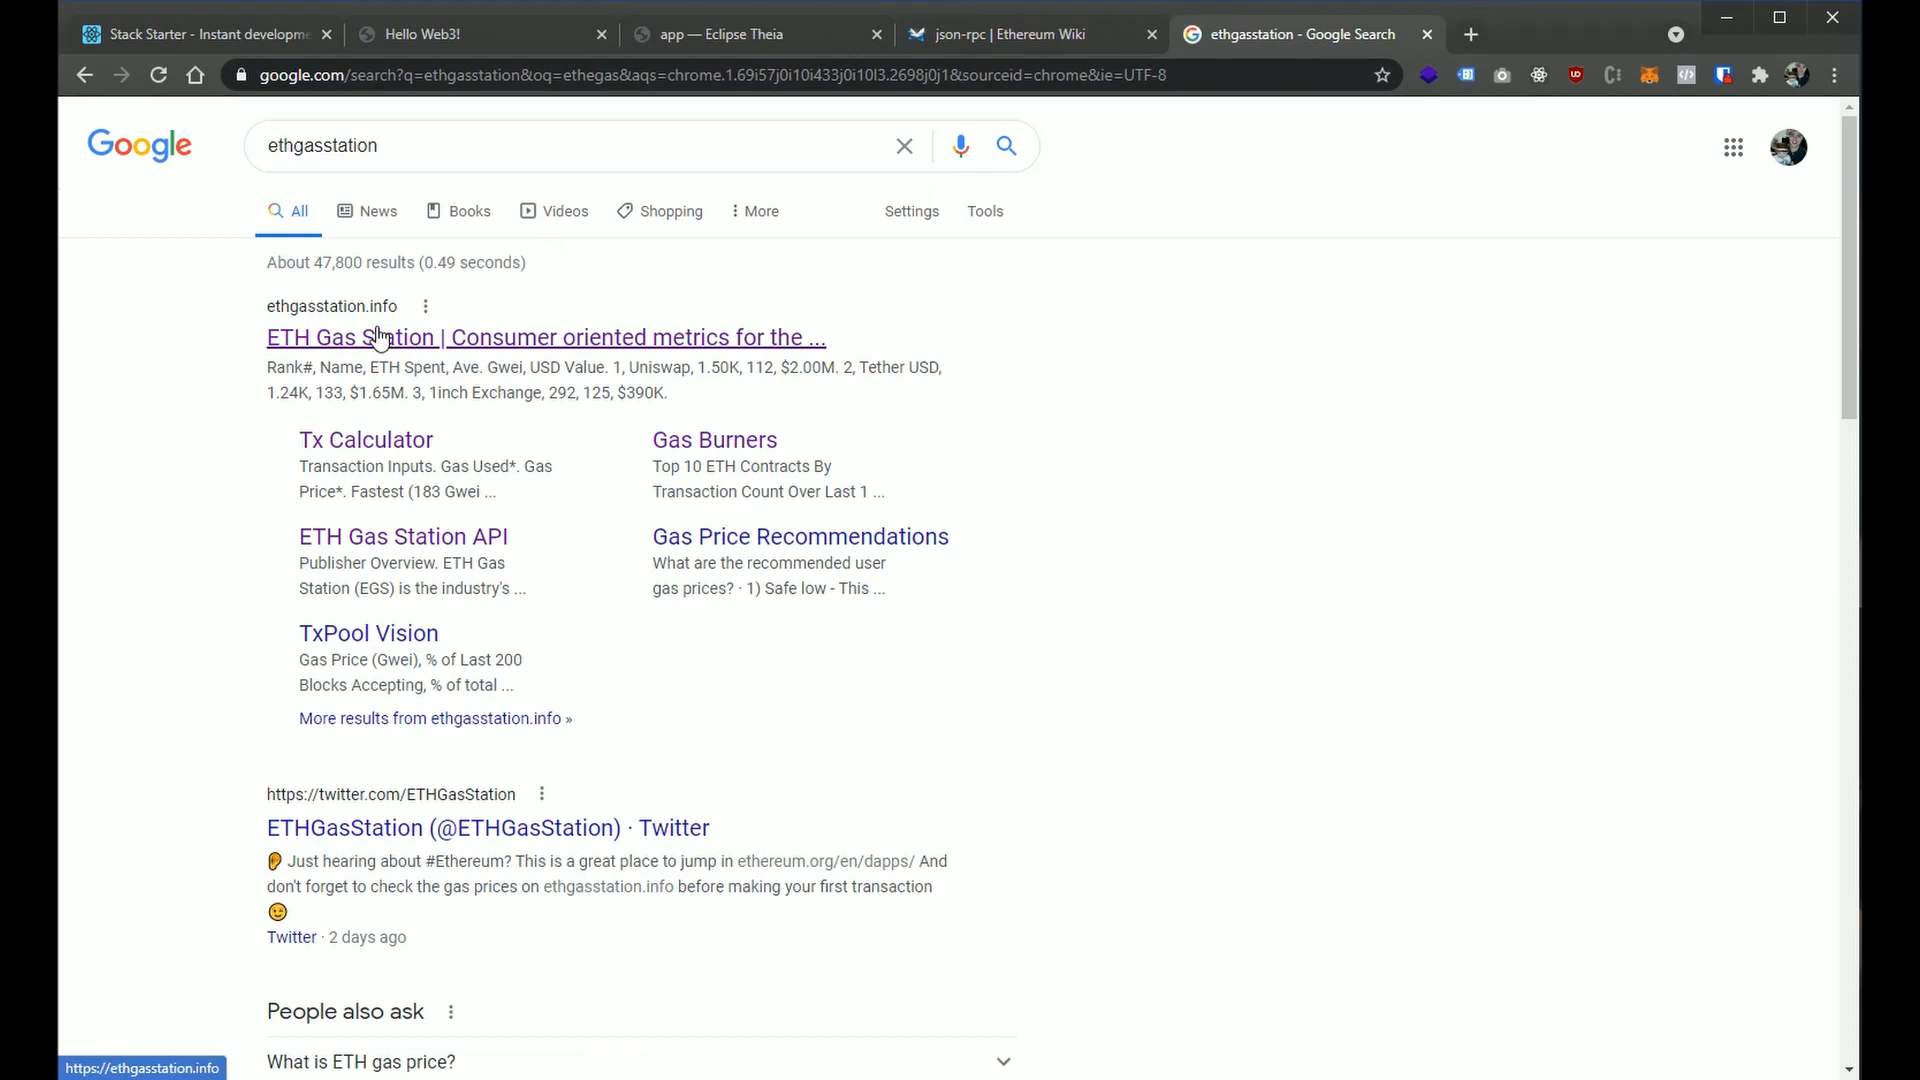 Stack Starter - Instant developme
Hello Web3!
app — Eclipse Theia
json-rpc | Ethereum Wiki
ethgasstation - Google Search
google.com/search?q=ethgasstation&oq=ethegas&aqs=chrome.1.69i57j0i10i433j0i10l3.2698j0j1&sourceid=chrome&ie=UTF-8
Google
ethgasstation
All
News
Books
Videos
Shopping
More
Settings
Tools
About 47,800 results (0.49 seconds)
ethgasstation.info
ETH Gas Station | Consumer oriented metrics for the ...
Rank#, Name, ETH Spent, Ave. Gwei, USD Value. 1, Uniswap, 1.50K, 112, $2.00M. 2, Tether USD,
1.24K, 133, $1.65M. 3, 1inch Exchange, 292, 125, $390K.
Tx Calculator
Transaction Inputs. Gas Used*. Gas
Price*. Fastest (183 Gwei ...
Gas Burners
Top 10 ETH Contracts By
Transaction Count Over Last 1 ...
ETH Gas Station API
Publisher Overview. ETH Gas
Station (EGS) is the industry's ...
Gas Price Recommendations
What are the recommended user
gas prices? · 1) Safe low - This ...
TxPool Vision
Gas Price (Gwei), % of Last 200
Blocks Accepting, % of total ...
More results from ethgasstation.info »
https://twitter.com/ETHGasStation
ETHGasStation (@ETHGasStation) · Twitter
👂 Just hearing about #Ethereum? This is a great place to jump in ethereum.org/en/dapps/ And
don't forget to check the gas prices on ethgasstation.info before making your first transaction
😉
Twitter · 2 days ago
People also ask
What is ETH gas price?
https://ethgasstation.info